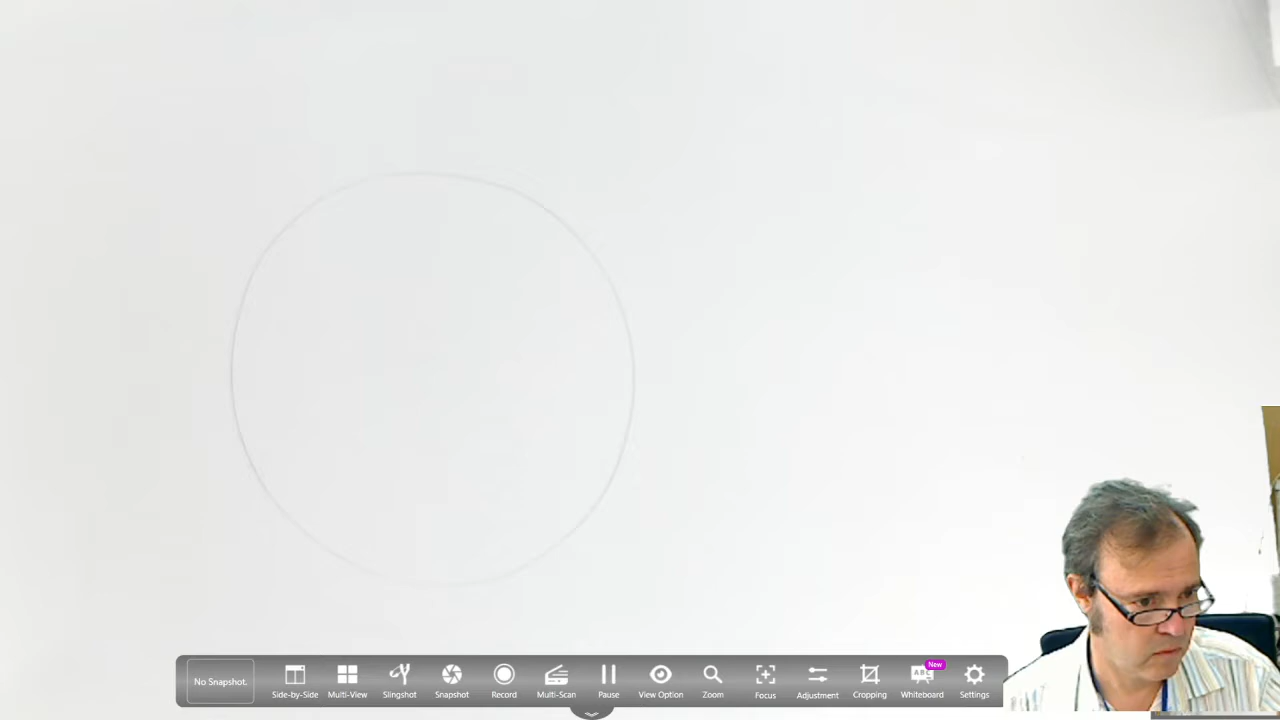 New
No Snapshot.
Side-by-Side
Multi-View
Slingshot
Snapshot
Record
Multi-Scan
Pause
View Option
Zoom
Focus
Adjustment
Cropping
Whiteboard
Settings